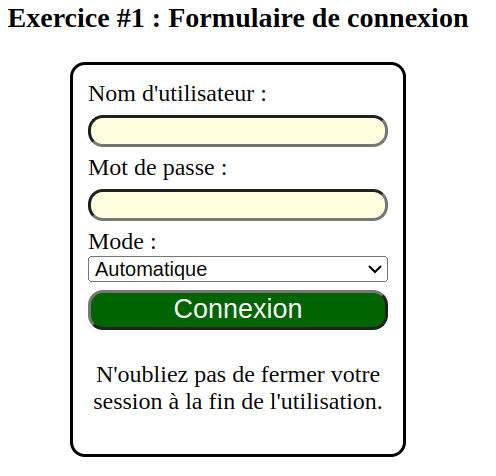 Exercice #1 : Formulaire de connexion
Nom d'utilisateur :
Mot de passe :
Mode :
Automatique
Connexion
N'oubliez pas de fermer votre
session à la fin de l'utilisation.